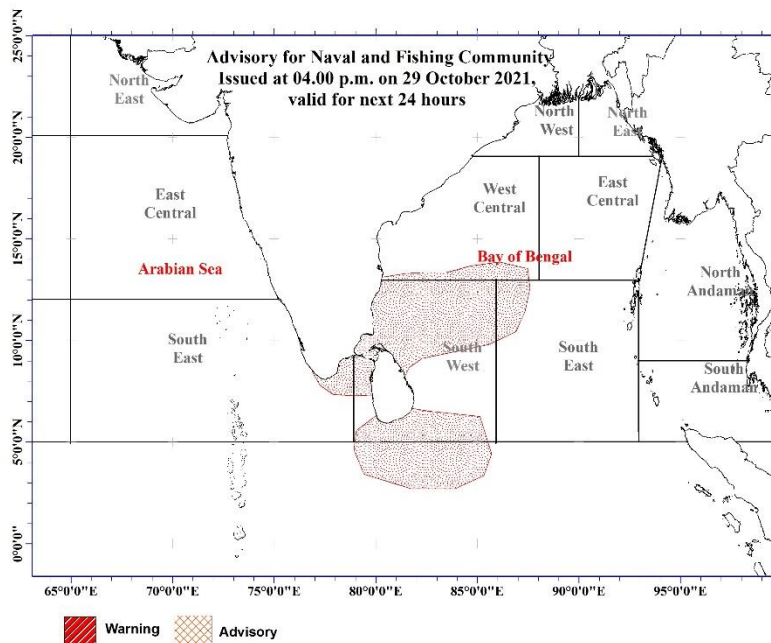 Advisory for Naval and Fishing Community
Issued at 04.00 p.m. on 29 October 2021,
valid for next 24 hours
25°0'0"N
20°0'0"N
15°0'0"N
10°0'0"N
5°0'0"N
0°0'0"
North
East
North
West
North
East
East
Central
West
Central
East
Central
Arabian Sea
Bay of Bengal
North
Andaman
South
East
South
West
South
East
South
Andaman
65°0'0"E
70°0'0"E
75°0'0"E
80°0'0"E
85°0'0"E
90°0'0"E
95°0'0"E
Warning
Advisory